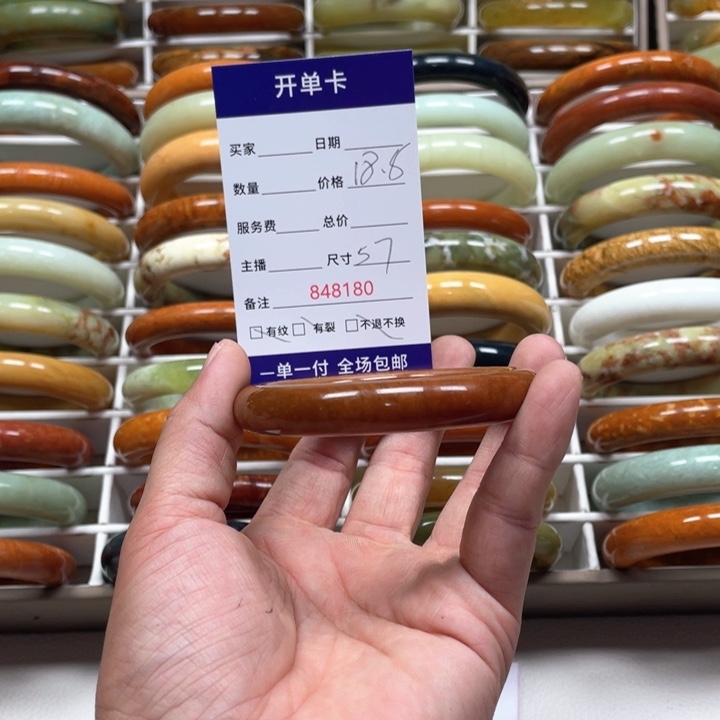 开单卡
买家 日期
数量 价格 18.8
服务费 总价
主播 尺寸 57
备注 848180
□有纹 □有裂 □不退不换
一单一付 全场包邮